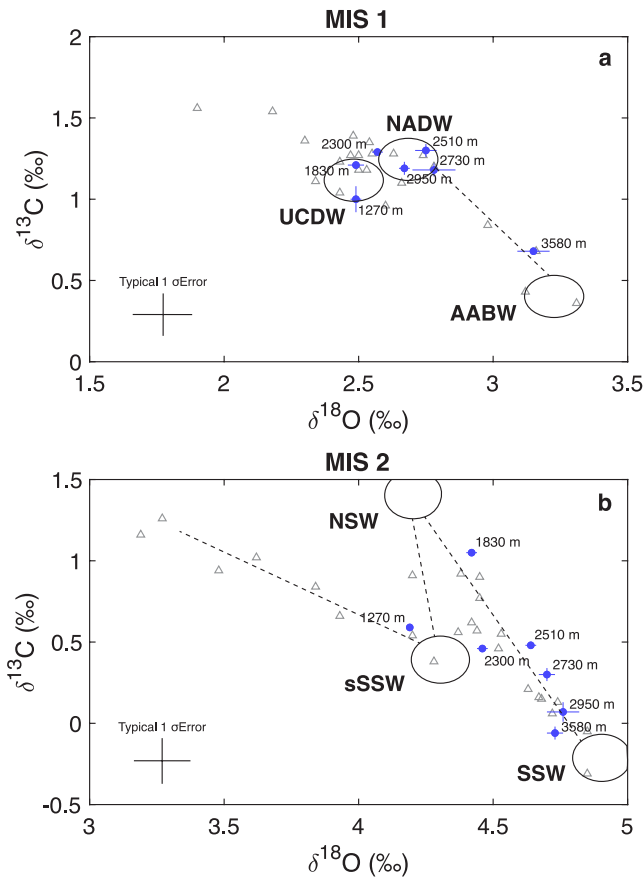 MIS 1
a
2
1.5
1
0.5
0
δ13C (‰)
NADW
2300 m
2510 m
2730 m
1830 m
2950 m
UCDW
1270 m
3580 m
Typical 1 σError
AABW
1.5
2
2.5
3
3.5
δ18O (‰)
MIS 2
b
1.5
1
0.5
0
-0.5
δ13C (‰)
NSW
1830 m
1270 m
2510 m
2300 m
2730 m
sSSW
2950 m
3580 m
Typical 1 σError
SSW
3
3.5
4
4.5
5
δ18O (‰)